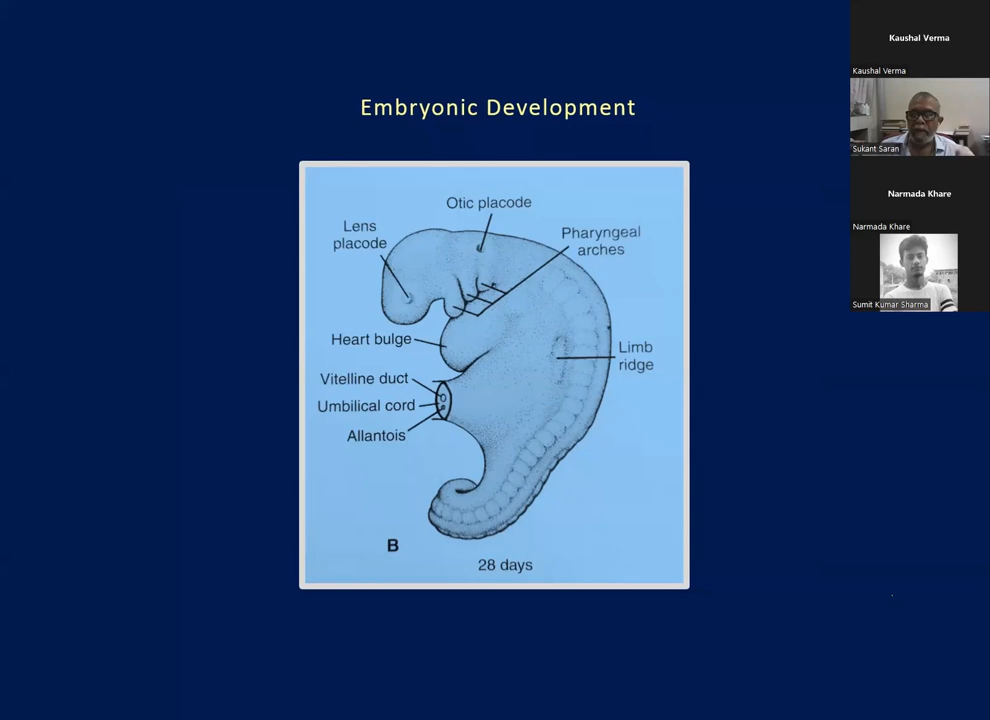 Embryonic Development
Otic placode
Lens
placode
Pharyngeal
arches
Heart bulge
Limb
ridge
Vitelline duct
Umbilical cord
Allantois
B
28 days
Kaushal Verma
Kaushal Verma
Sukant Saran
Narmada Khare
Narmada Khare
Sumit Kumar Sharma